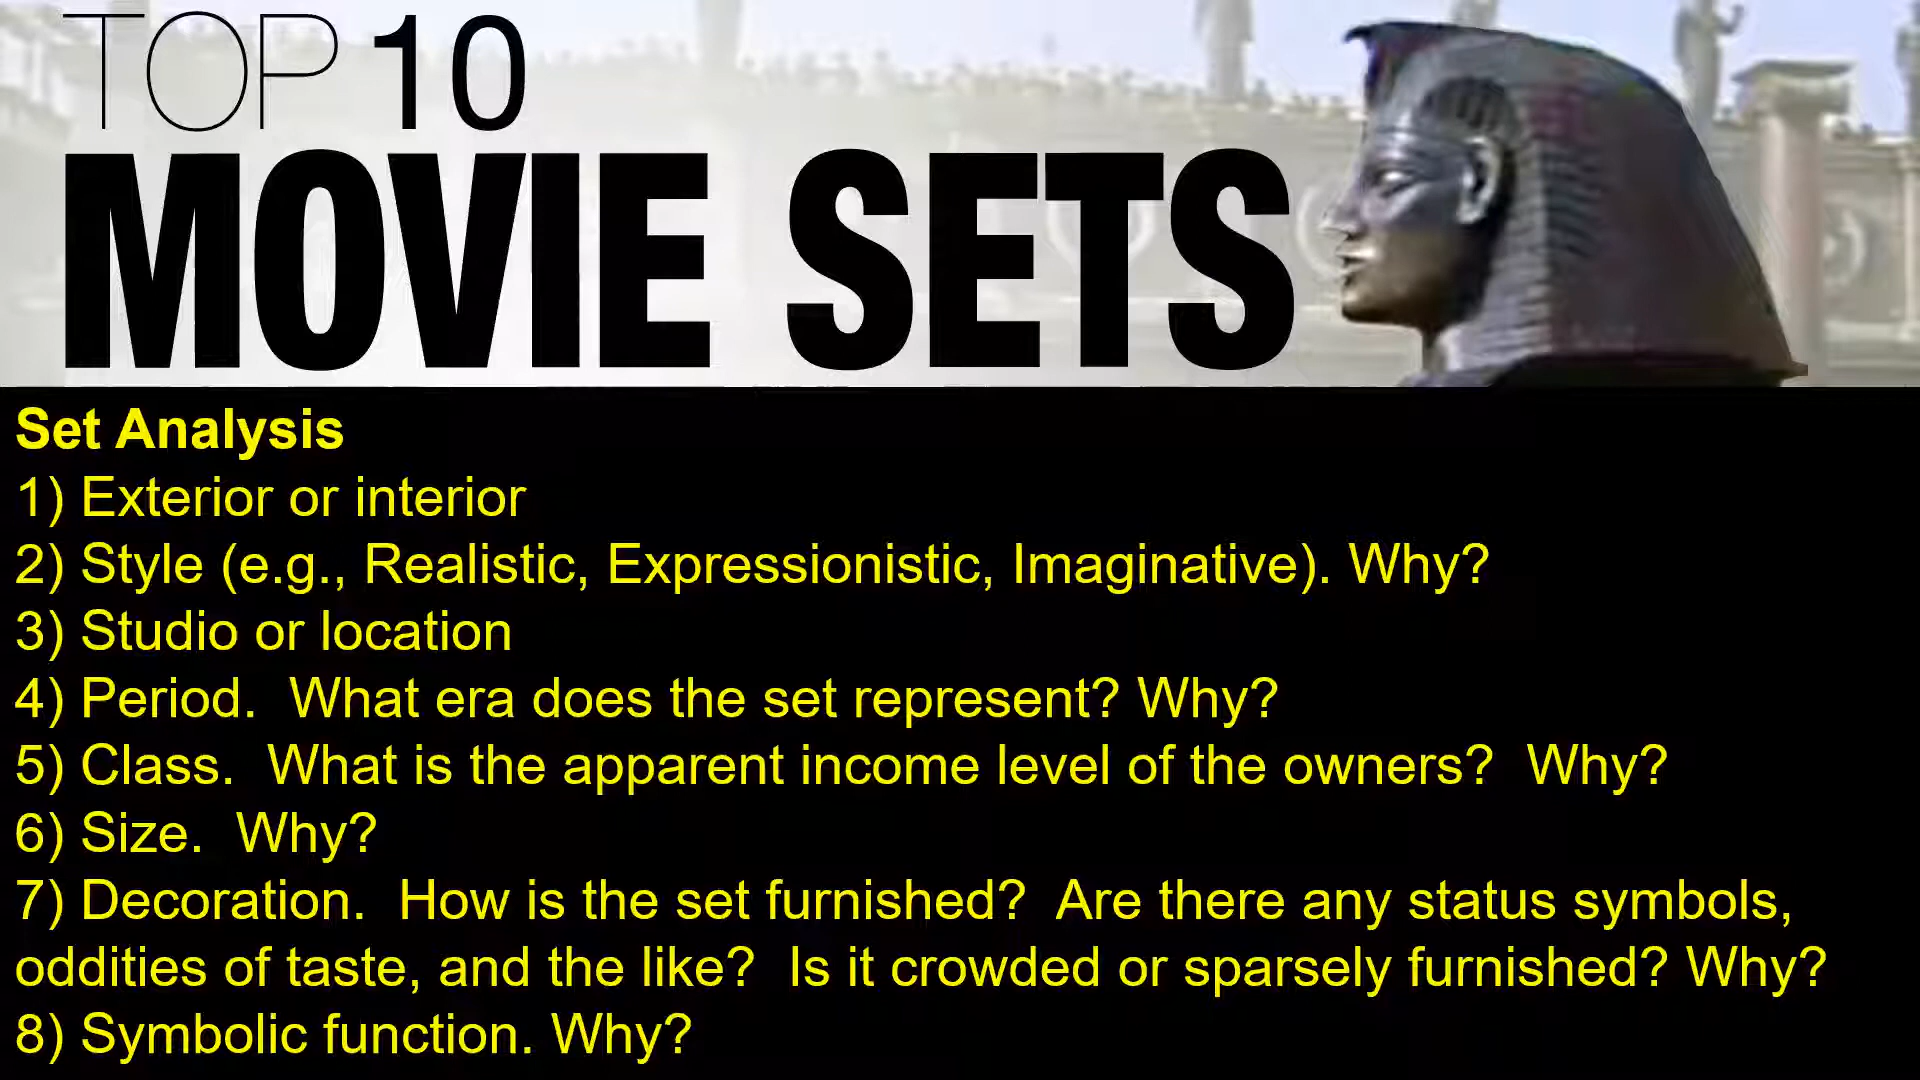 TOP 10
MOVIE SETS
Set Analysis
1) Exterior or interior
2) Style (e.g., Realistic, Expressionistic, Imaginative). Why?
3) Studio or location
4) Period.  What era does the set represent? Why?
5) Class.  What is the apparent income level of the owners?  Why?
6) Size.  Why?
7) Decoration.  How is the set furnished?  Are there any status symbols,
oddities of taste, and the like?  Is it crowded or sparsely furnished? Why?
8) Symbolic function. Why?